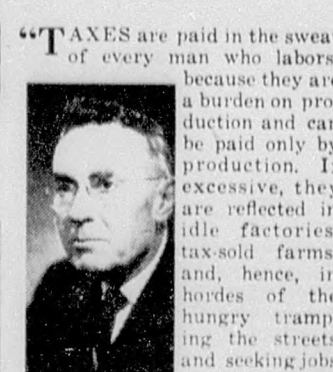 “TAXES are paid in the sweat
of every man who labors
because they are
a burden on pro
duction and can
be paid only by
production. I
excessive, they
are reflected in
idle factories
tax-sold farms
and, hence, in
hordes of the
hungry tramp
ing the streets
and seeking jobs